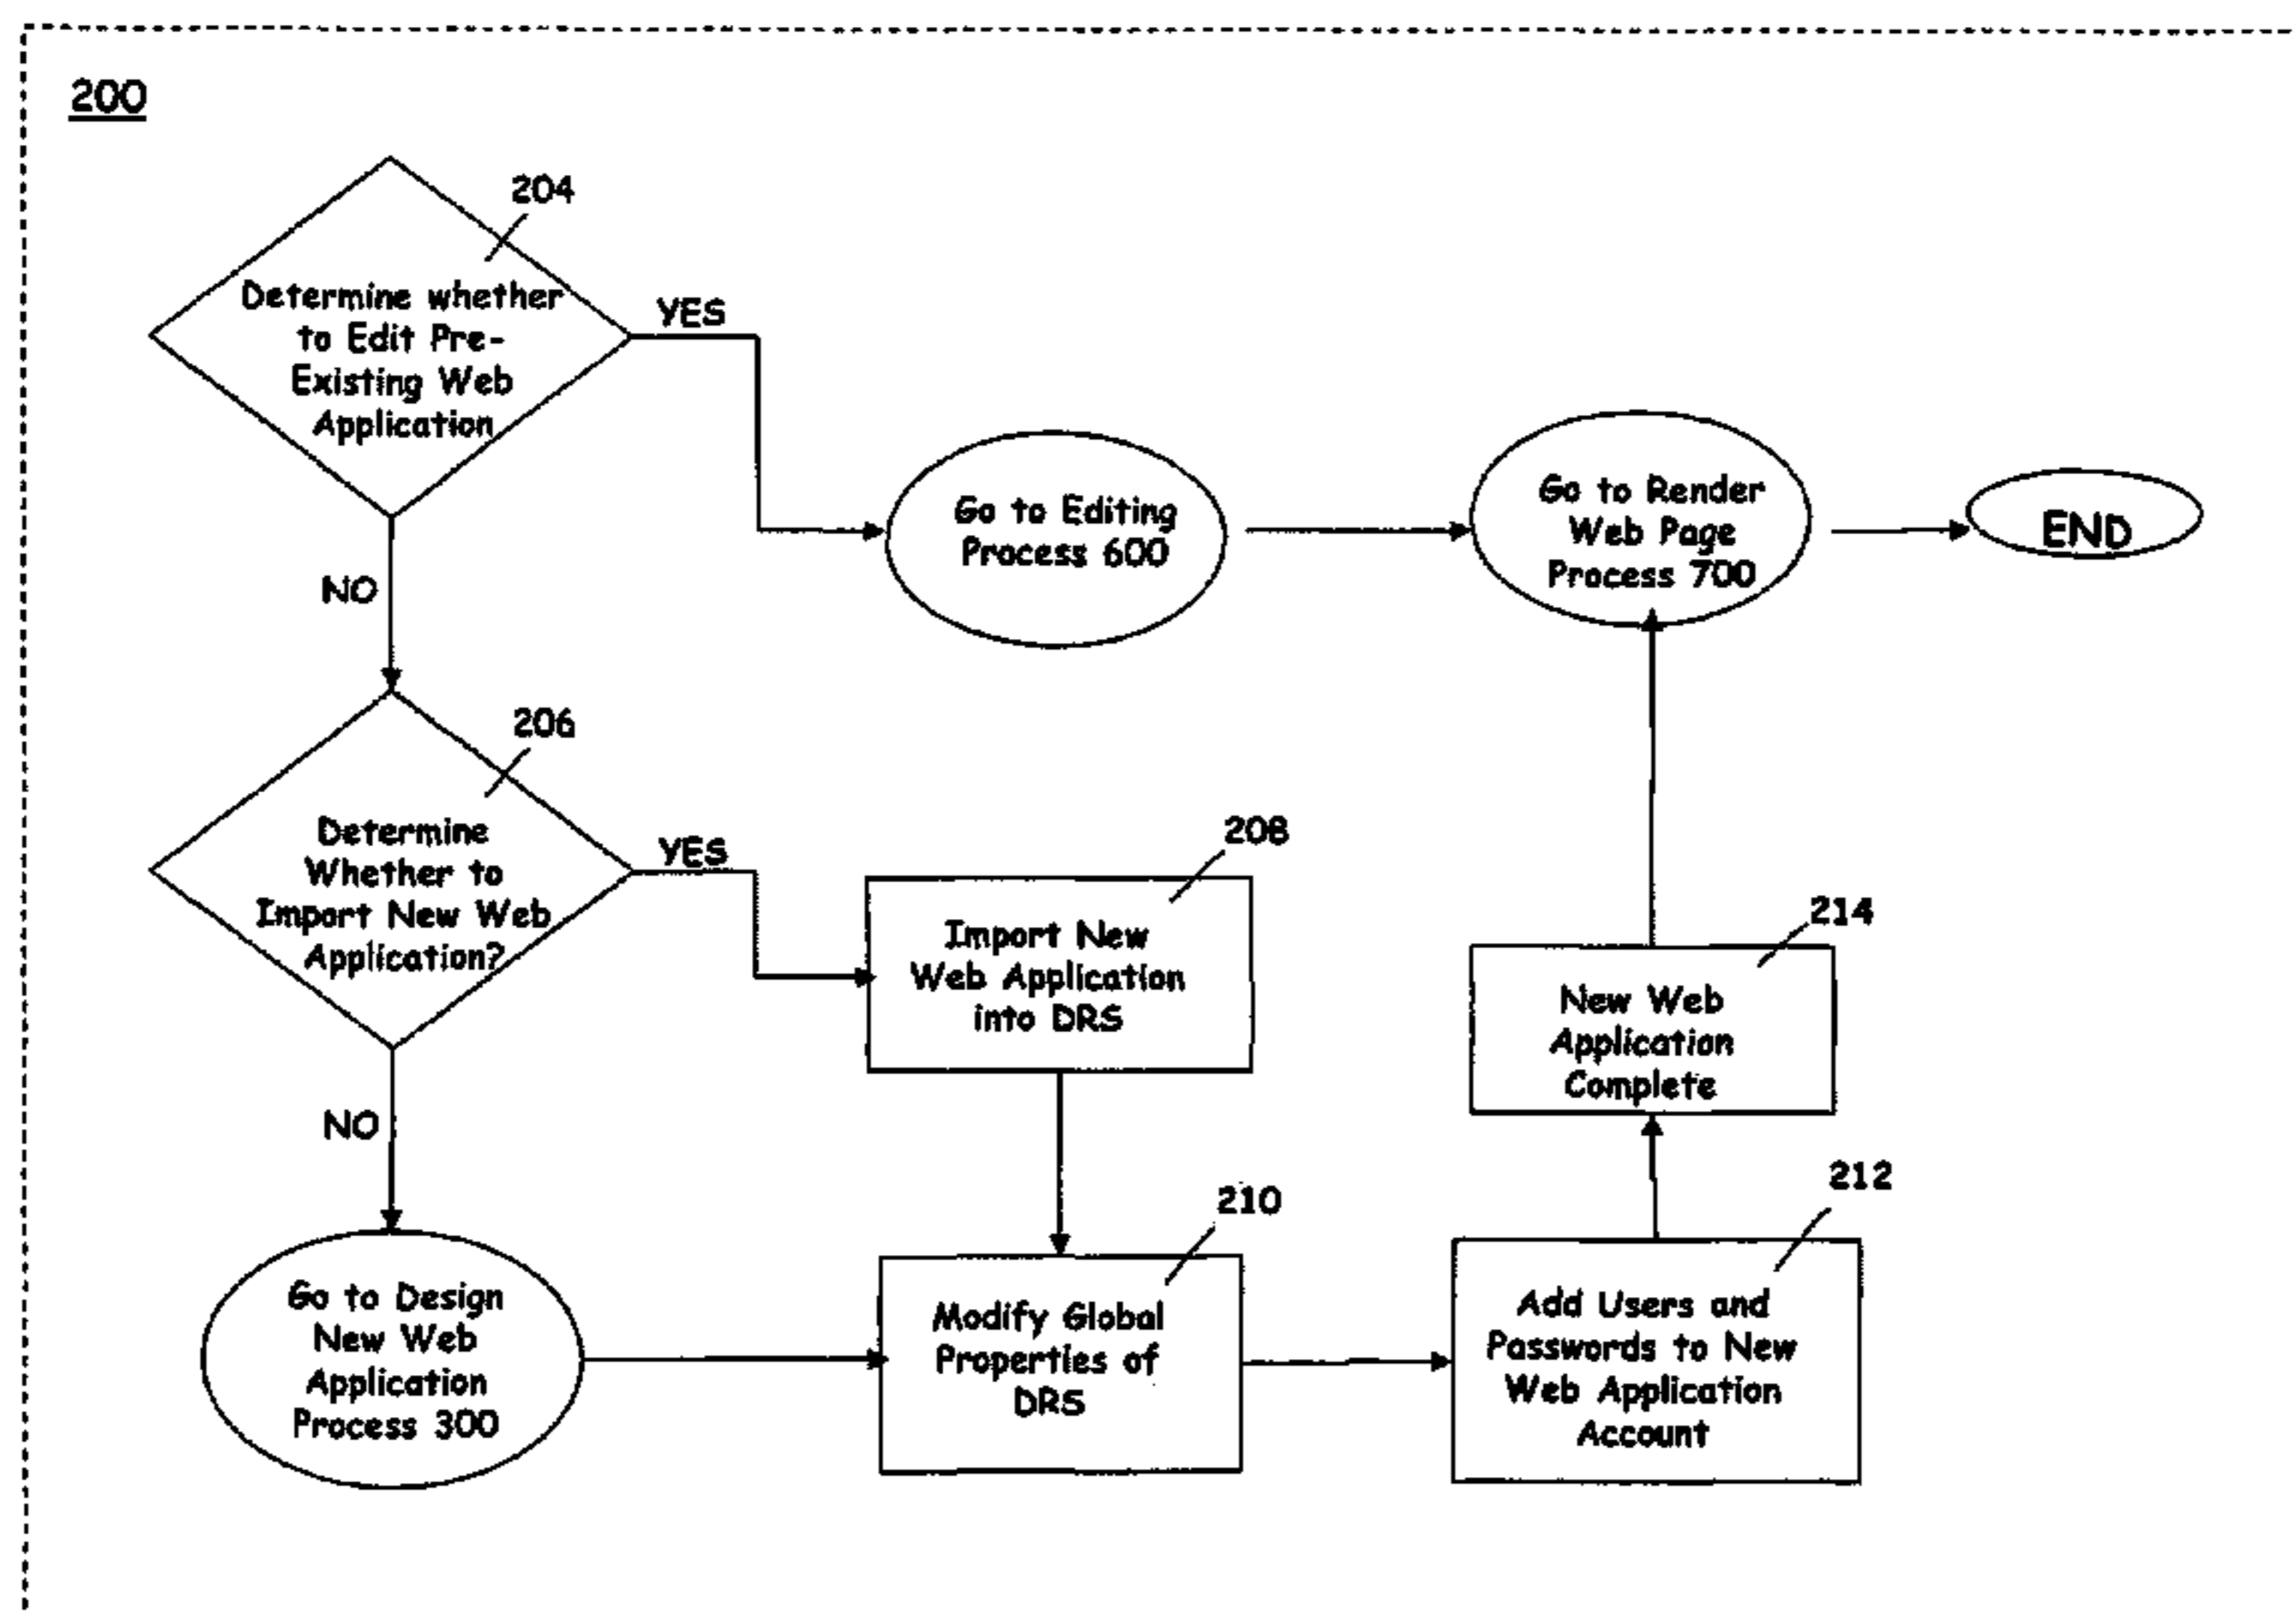 200
204
Determine whether
to Edit Pre-
Existing Web
Application
YES
NO
Go to Editing
Process 600
Go to Render
Web Page
Process 700
END
206
Determine
Whether to
Import New Web
Application?
YES
NO
208
Import New
Web Application
into DRS
214
New Web
Application
Complete
Go to Design
New Web
Application
Process 300
210
Modify Global
Properties of
DRS
212
Add Users and
Passwords to New
Web Application
Account